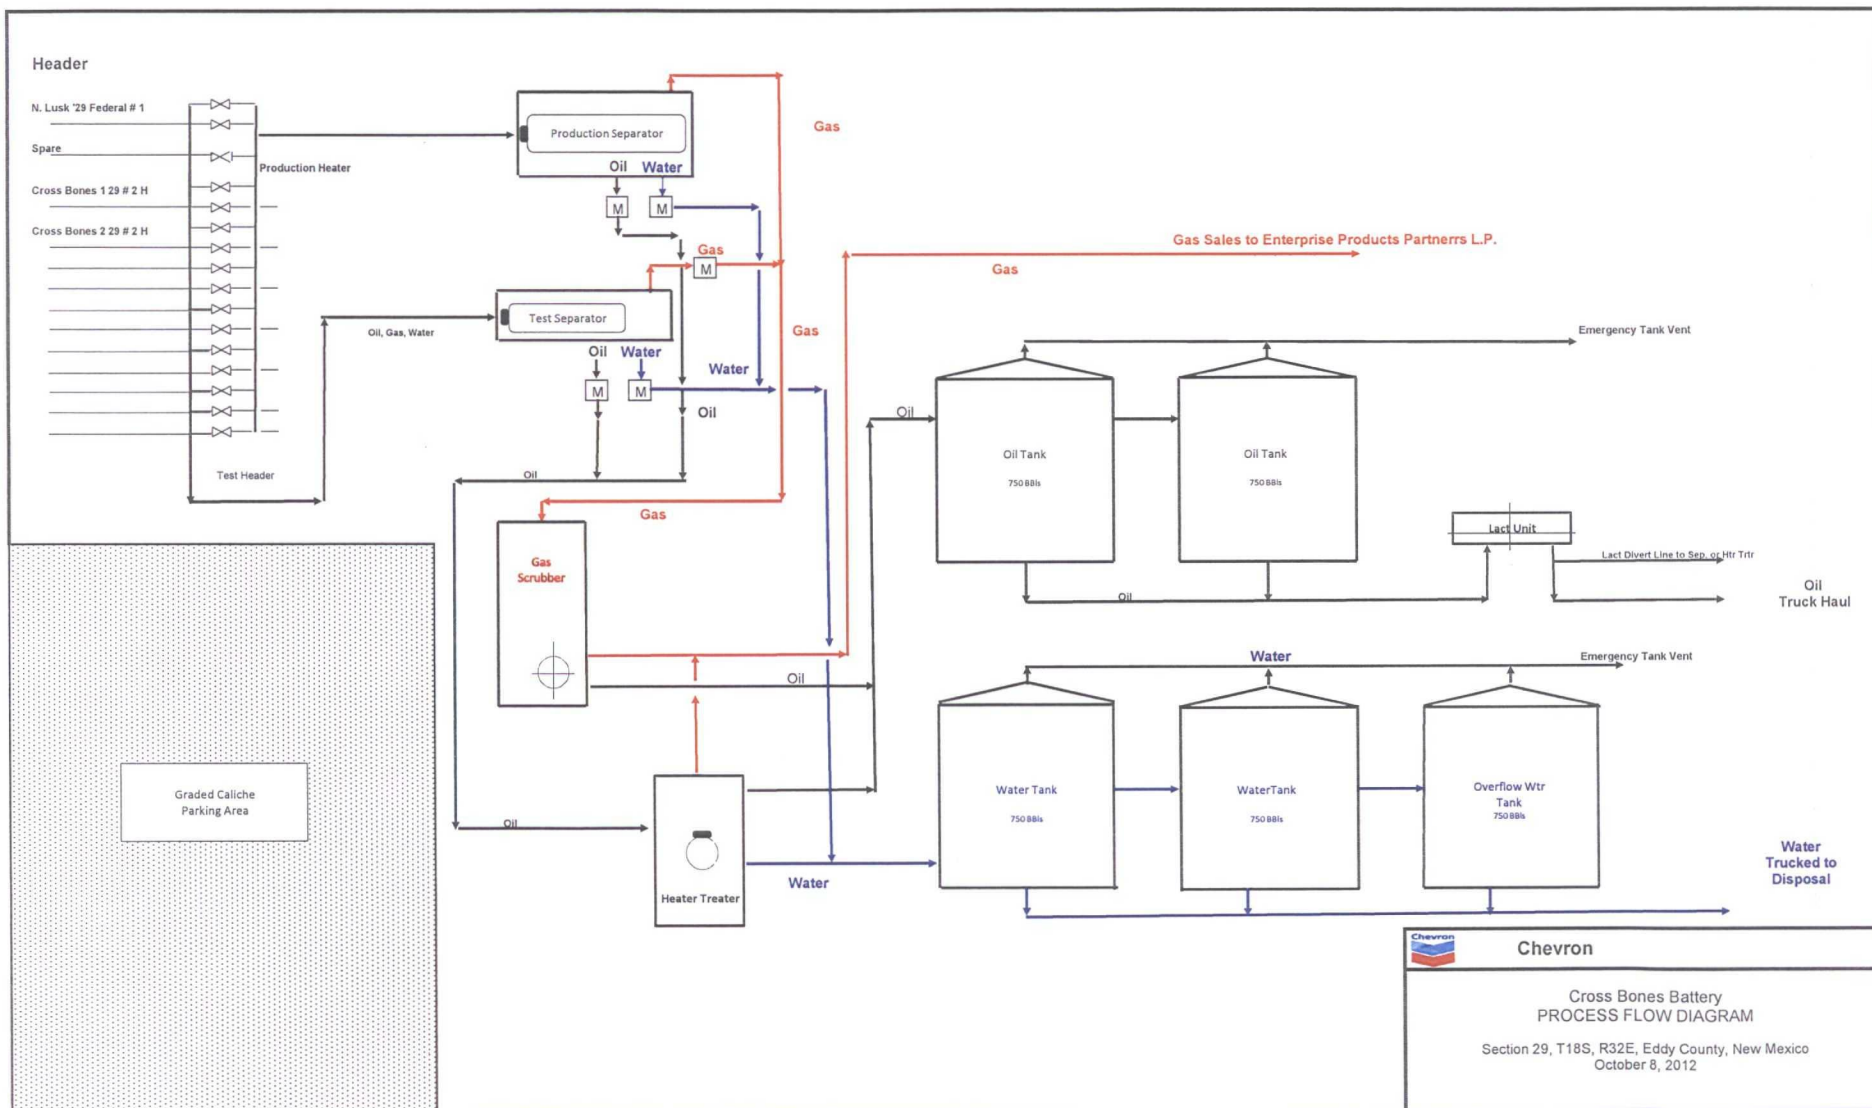 Header
N. Lusk '29 Federal # 1
Spare
Production Heater
Cross Bones 1 29 # 2 H
Cross Bones 2 29 # 2 H
Test Header
Oil, Gas, Water
Production Separator
Oil
Water
M
M
Gas
Gas
M
Test Separator
Oil
Water
M
M
Water
Oil
Gas
Oil
Gas
Gas
Scrubber
Oil
Oil
Heater Treater
Water
Gas Sales to Enterprise Products Partnerrs L.P.
Gas
Emergency Tank Vent
Oil
Oil Tank
750 BBls
Oil Tank
750 BBls
Oil
Lact Unit
Lact Divert Line to Sep. or Htr Trtr
Oil
Truck Haul
Water
Emergency Tank Vent
Water Tank
750 BBls
WaterTank
750 BBls
Overflow Wtr
Tank
750 BBls
Water
Trucked to
Disposal
Graded Caliche
Parking Area
Chevron
Chevron
Cross Bones Battery
PROCESS FLOW DIAGRAM
Section 29, T18S, R32E, Eddy County, New Mexico
October 8, 2012